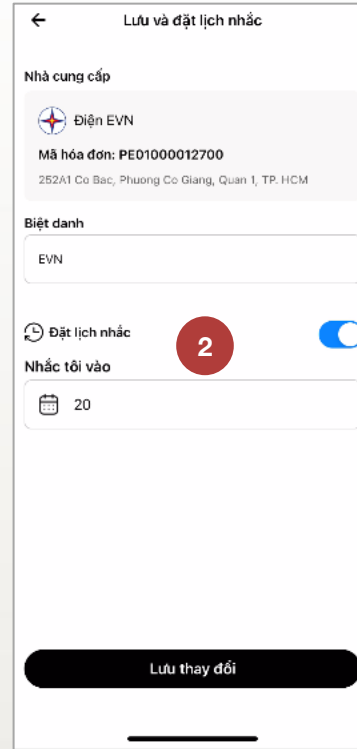 Lưu và đặt lịch nhắc
Nhà cung cấp
Điện EVN
Mã hóa đơn: PE01000012700
252A1 Co Bac, Phuong Co Giang, Quan 1, TP. HCM
Biệt danh
EVN
Đặt lịch nhắc
2
Nhắc tôi vào
20
Lưu thay đổi